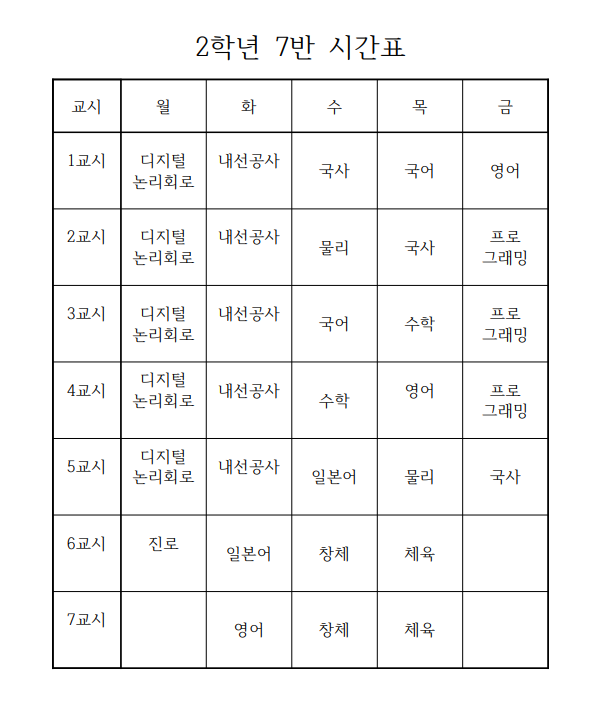 2학년 7반 시간표
교시 월 화 수 목 금
1교시 디지털 논리회로 내선공사 국사 국어 영어
2교시 디지털 논리회로 내선공사 물리 국사 프로그래밍
3교시 디지털 논리회로 내선공사 국어 수학 프로그래밍
4교시 디지털 논리회로 내선공사 수학 영어 프로그래밍
5교시 디지털 논리회로 내선공사 일본어 물리 국사
6교시 진로 일본어 창체 체육
7교시 영어 창체 체육